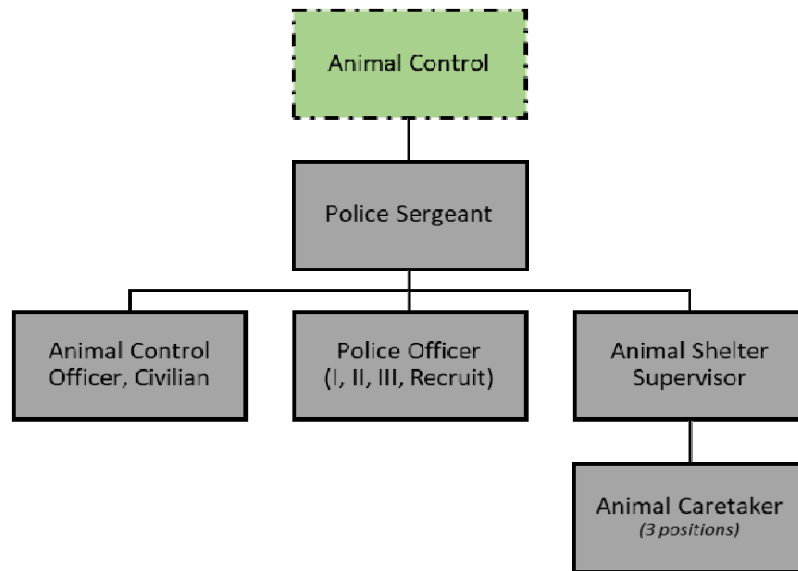 Animal Control
Police Sergeant
Animal Control
Officer, Civilian
Police Officer
(I, II, III, Recruit)
Animal Shelter
Supervisor
Animal Caretaker
(3 positions)